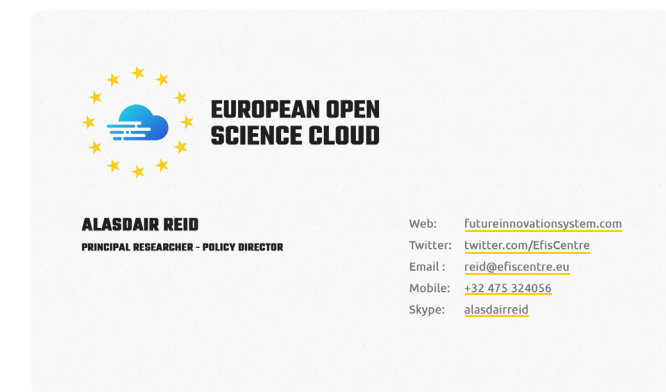 EUROPEAN OPEN
SCIENCE CLOUD
ALASDAIR REID
PRINCIPAL RESEARCHER - POLICY DIRECTOR
Web: futureinnovationsystem.com
Twitter: twitter.com/EfisCentre
Email : reid@efiscentre.eu
Mobile: +32 475 324056
Skype: alasdairreid